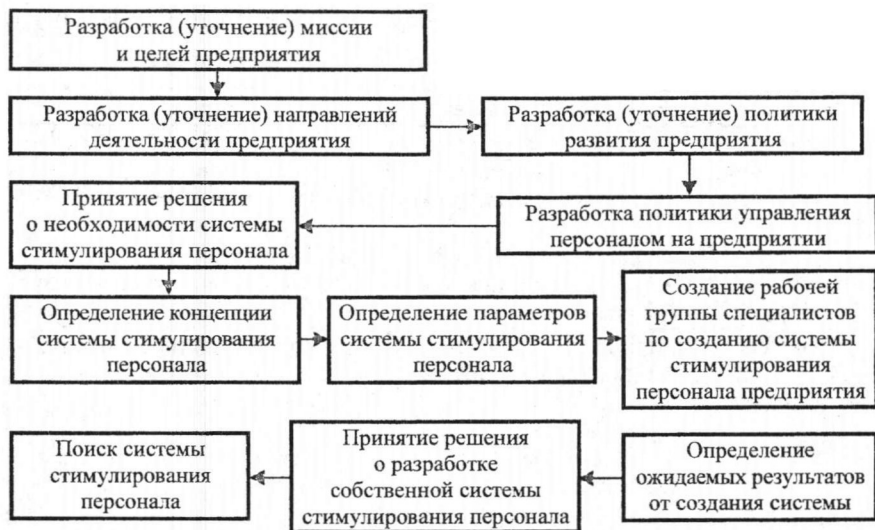 Разработка (уточнение) миссии
и целей предприятия
Разработка (уточнение) направлений
деятельности предприятия
Разработка (уточнение) политики
развития предприятия
Принятие решения
о необходимости системы
стимулирования персонала
Разработка политики управления
персоналом на предприятии
Определение концепции
системы стимулирования
персонала
Определение параметров
системы стимулирования
персонала
Создание рабочей
группы специалистов
по созданию системы
стимулирования
персонала предприятия
Поиск системы
стимулирования
персонала
Принятие решения
о разработке
собственной системы
стимулирования персонала
Определение
ожидаемых результатов
от создания системы